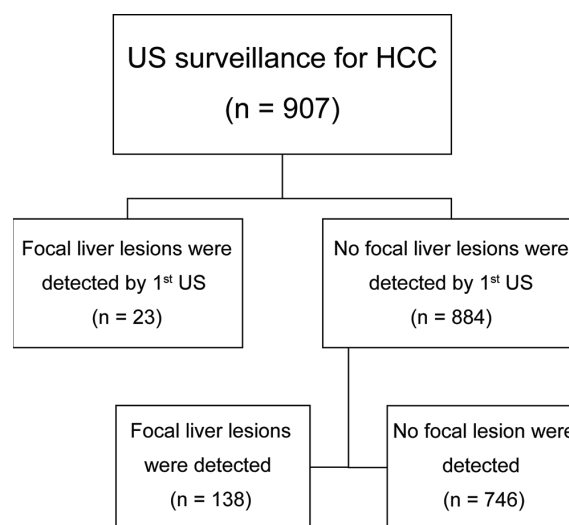 US surveillance for HCC
(n = 907)
Focal liver lesions were
detected by 1st US
(n = 23)
No focal liver lesions were
detected by 1st US
(n = 884)
Focal liver lesions
were detected
(n = 138)
No focal lesion were
detected
(n = 746)